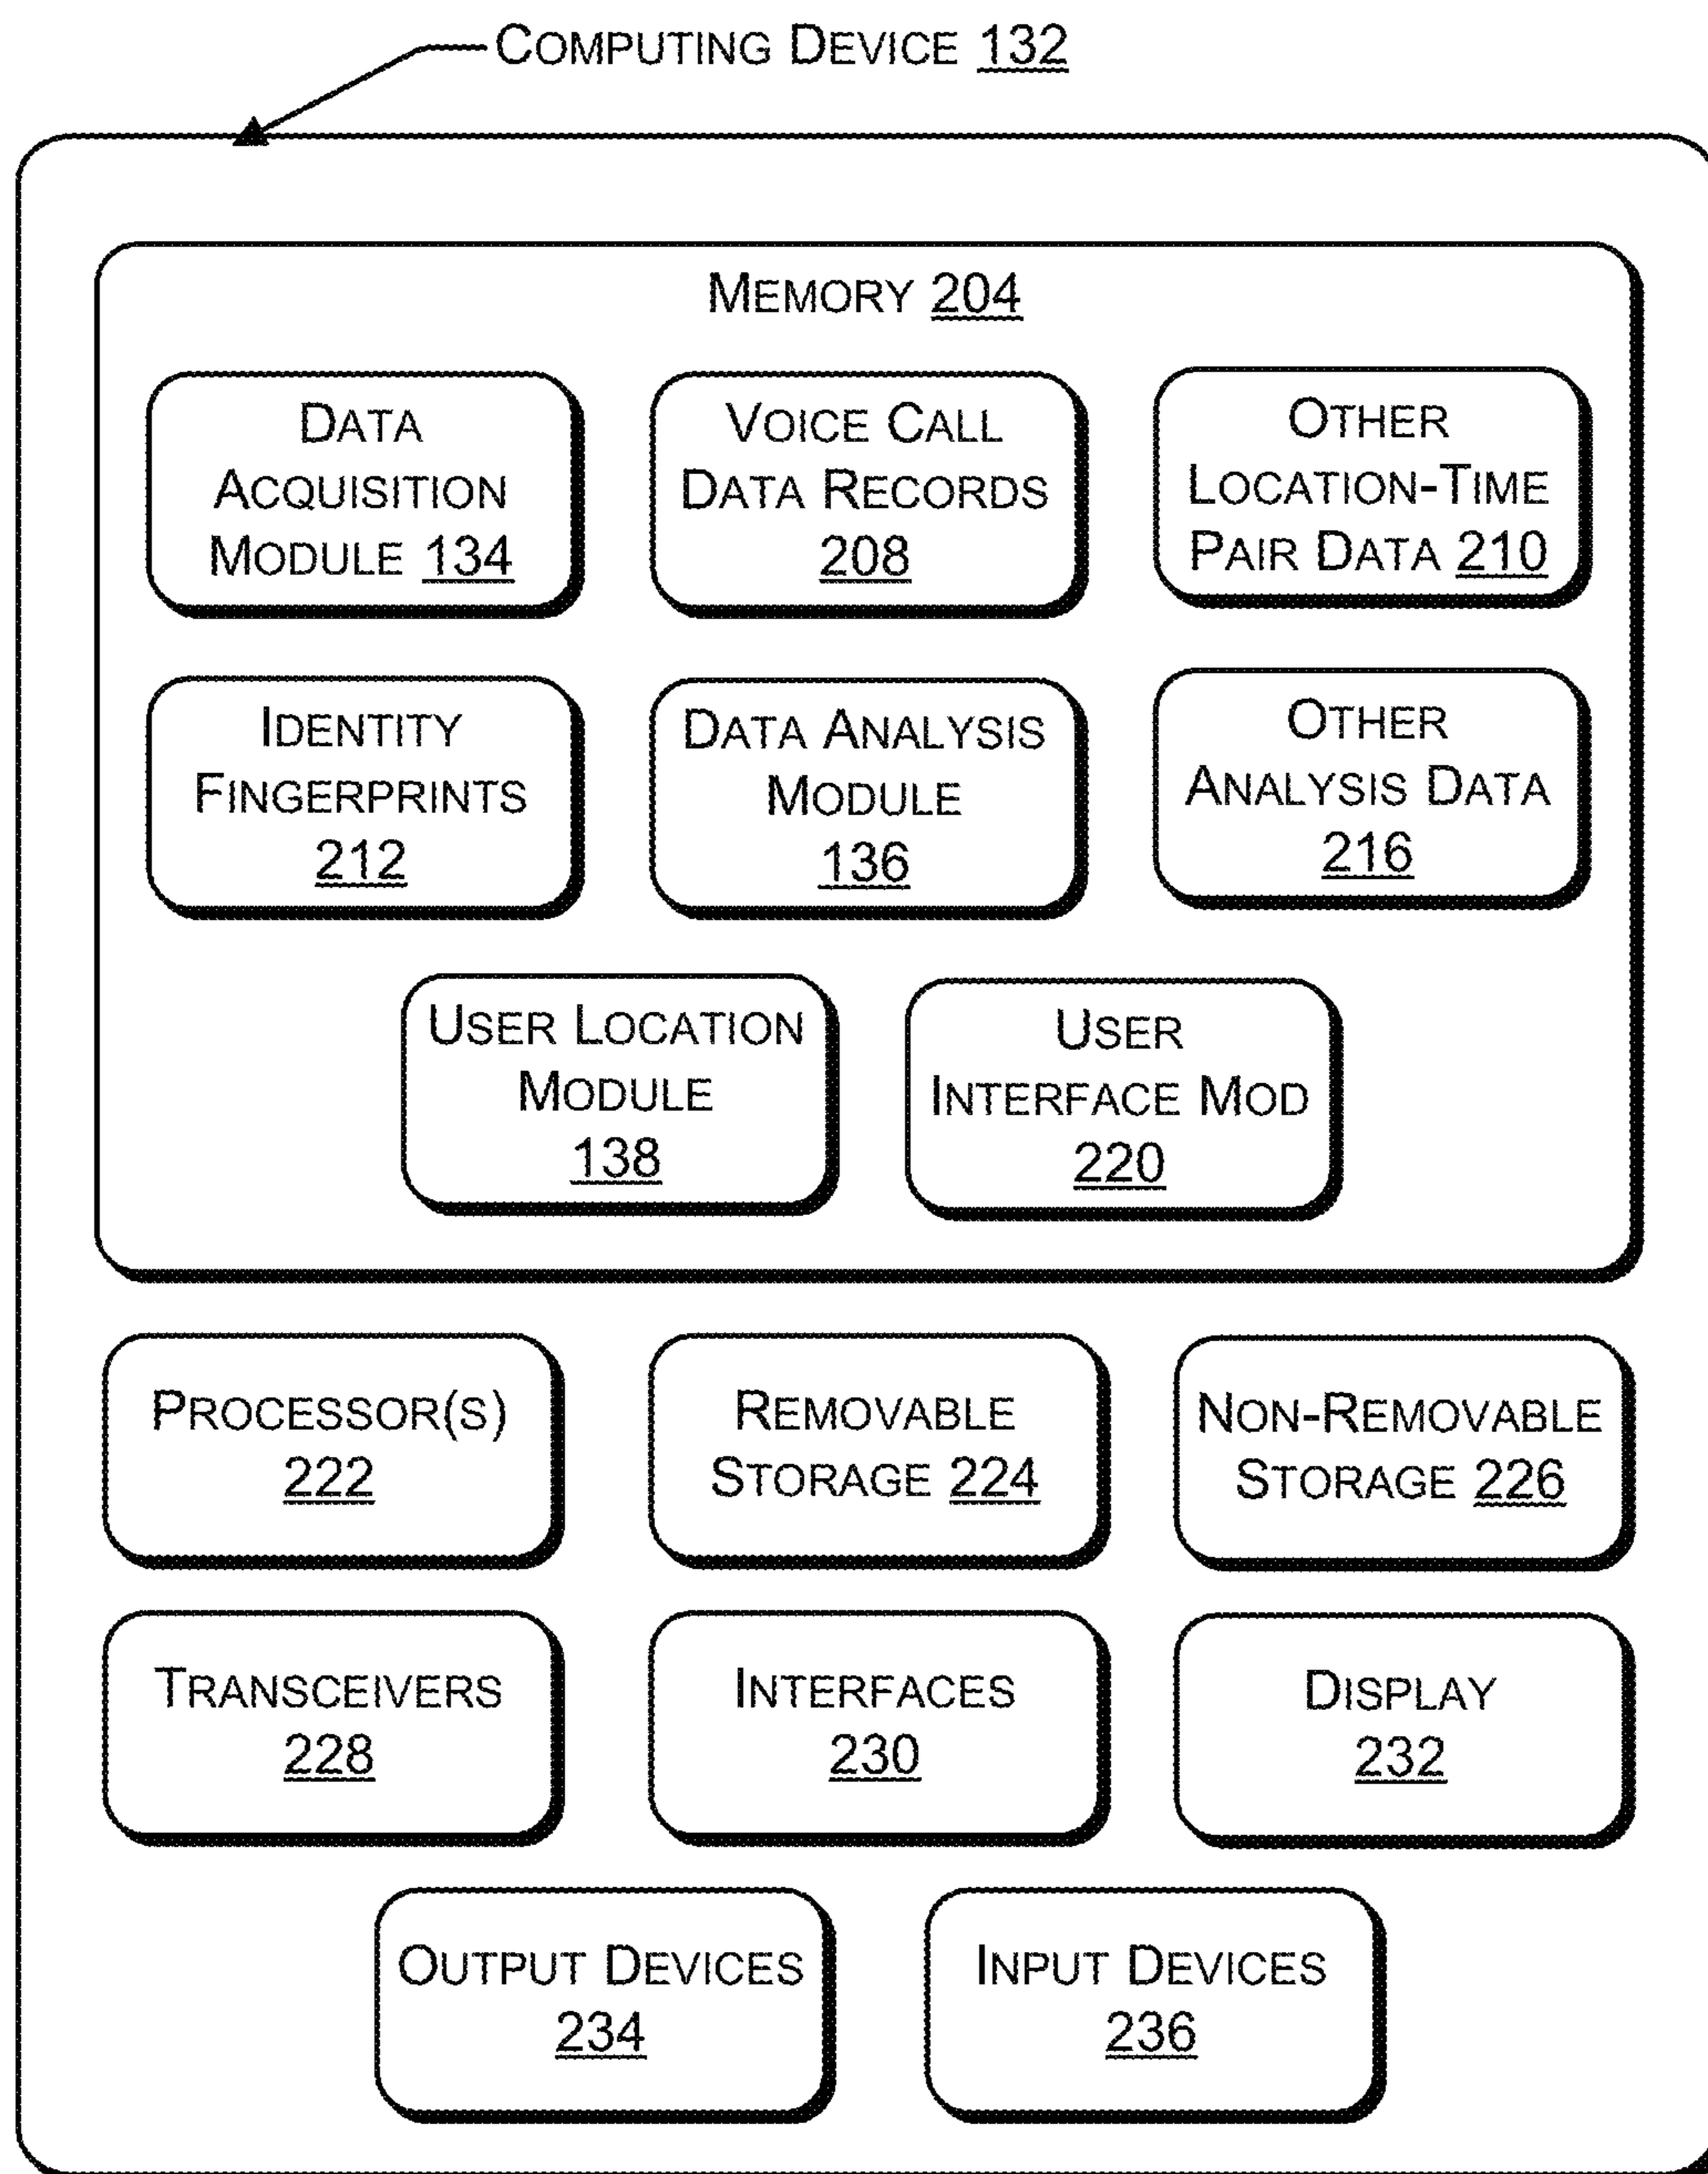 COMPUTING DEVICE 132
MEMORY 204
DATA
ACQUISITION
MODULE 134
VOICE CALL
DATA RECORDS
208
OTHER
LOCATION-TIME
PAIR DATA 210
IDENTITY
FINGERPRINTS
212
DATA ANALYSIS
MODULE
136
OTHER
ANALYSIS DATA
216
USER LOCATION
MODULE
138
USER
INTERFACE MOD
220
PROCESSOR(S)
222
REMOVABLE
STORAGE 224
NON-REMOVABLE
STORAGE 226
TRANSCEIVERS
228
INTERFACES
230
DISPLAY
232
OUTPUT DEVICES
234
INPUT DEVICES
236